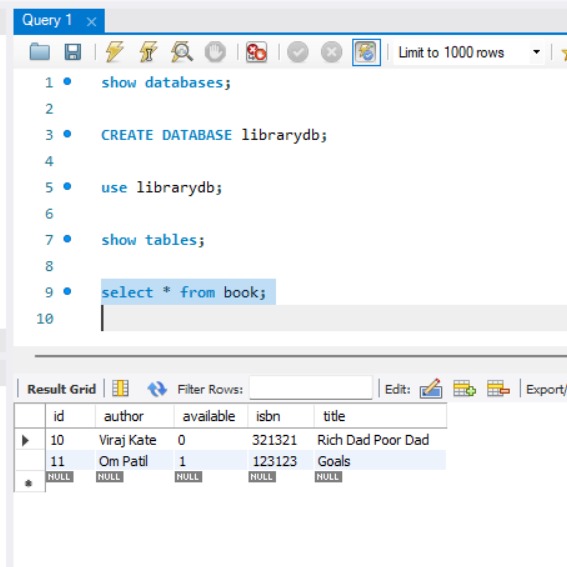 Query 1
Limit to 1000 rows
1 show databases;
2
3 CREATE DATABASE librarydb;
4
5 use librarydb;
6
7 show tables;
8
9 select * from book;
10
Result Grid Filter Rows: Edit: Export/
id author available isbn title
10 Viraj Kate 0 321321 Rich Dad Poor Dad
11 Om Patil 1 123123 Goals
NULL NULL NULL NULL NULL